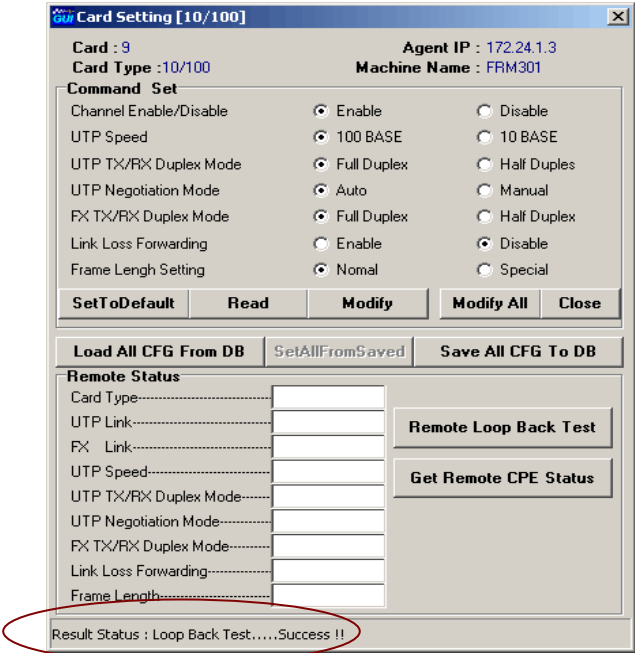 GUI Card Setting [10/100]
Card : 9 Agent IP : 172.24.1.3
Card Type :10/100 Machine Name : FRM301
Command Set
Channel Enable/Disable Enable Disable
UTP Speed 100 BASE 10 BASE
UTP TX/RX Duplex Mode Full Duplex Half Duples
UTP Negotiation Mode Auto Manual
FX TX/RX Duplex Mode Full Duplex Half Duplex
Link Loss Forwarding Enable Disable
Frame Lengh Setting Nomal Special
SetToDefault Read Modify Modify All Close
Load All CFG From DB SetAllFromSaved Save All CFG To DB
Remote Status
Card Type
UTP Link
FX Link
Remote Loop Back Test
UTP Speed
Get Remote CPE Status
UTP TX/RX Duplex Mode
UTP Negotiation Mode
FX TX/RX Duplex Mode
Link Loss Forwarding
Frame Length
Result Status : Loop Back Test.....Success !!